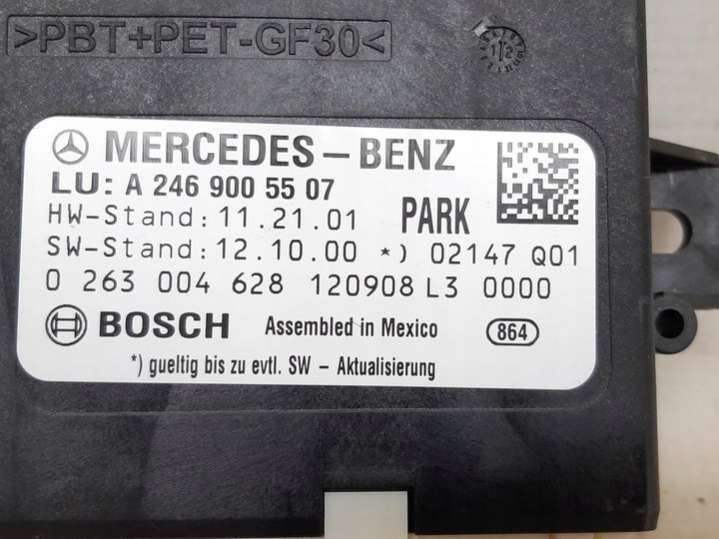 >PBT+PET-GF30<
12
MERCEDES-BENZ
LU: A 246 900 55 07
HW-Stand: 11.21.01 PARK
SW-Stand: 12.10.00 *) 02147 Q01
0 263 004 628 120908 L3 0000
BOSCH Assembled in Mexico 864
*) gueltig bis zu evtl. SW - Aktualisierung